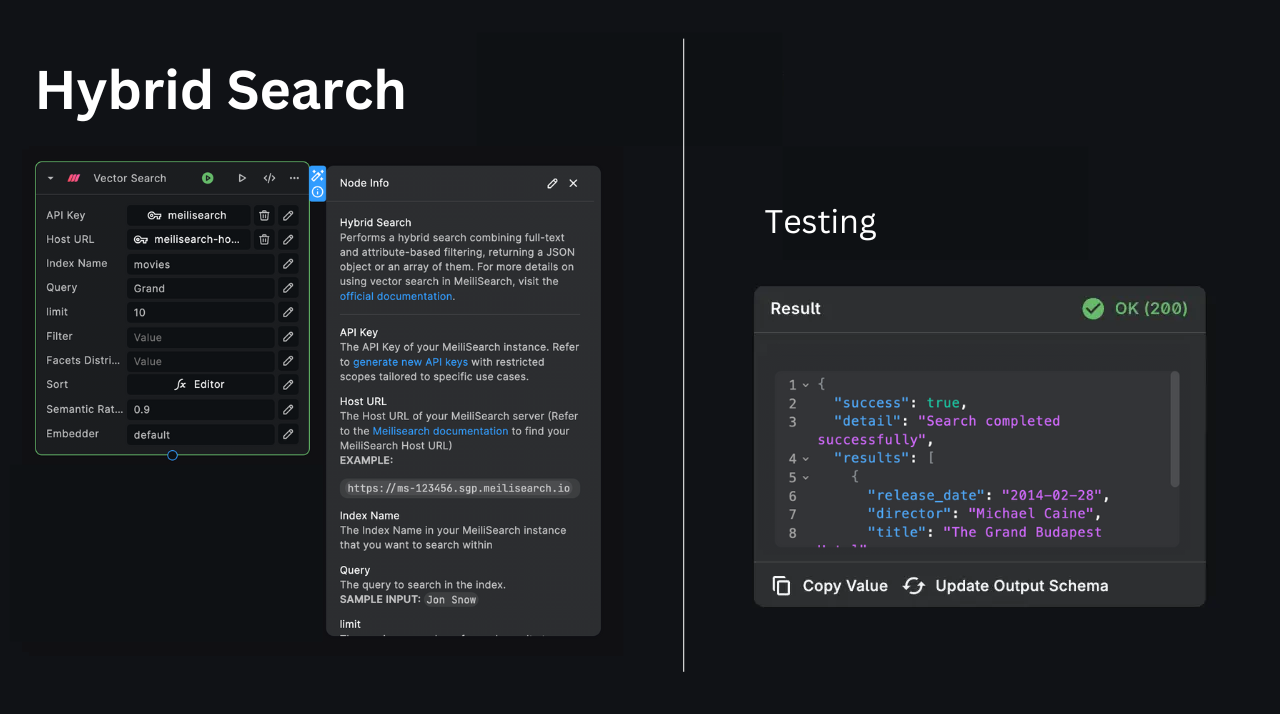 Hybrid Search
Vector Search
API Key meilisearch
Host URL meilisearch-ho...
Index Name movies
Query Grand
limit 10
Filter Value
Facets Distri... Value
Sort fx Editor
Semantic Rat... 0.9
Embedder default
Node Info
Hybrid Search
Performs a hybrid search combining full-text
and attribute-based filtering, returning a JSON
object or an array of them. For more details on
using vector search in MeiliSearch, visit the
official documentation.
API Key
The API Key of your MeiliSearch instance. Refer
to generate new API keys with restricted
scopes tailored to specific use cases.
Host URL
The Host URL of your MeiliSearch server (Refer
to the Meilisearch documentation to find your
MeiliSearch Host URL)
EXAMPLE:
https://ms-123456.sgp.meilisearch.io
Index Name
The Index Name in your MeiliSearch instance
that you want to search within
Query
The query to search in the index.
SAMPLE INPUT: Jon Snow
limit
Testing
Result OK (200)
1 {
2 "success": true,
3 "detail": "Search completed
successfully",
4 "results": [
5 {
6 "release_date": "2014-02-28",
7 "director": "Michael Caine",
8 "title": "The Grand Budapest
Copy Value Update Output Schema